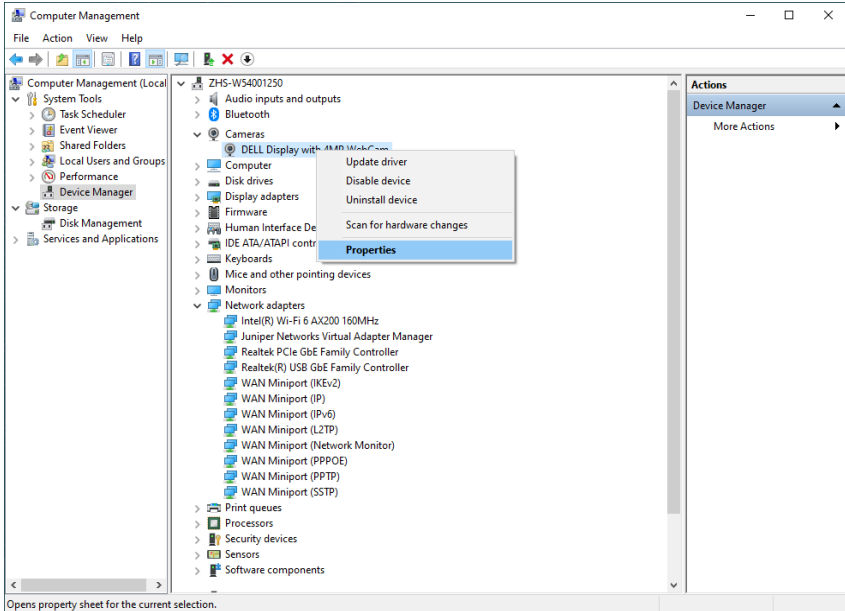 Computer Management
File Action View Help
Computer Management (Local
System Tools
Task Scheduler
Event Viewer
Shared Folders
Local Users and Groups
Performance
Device Manager
Storage
Disk Management
Services and Applications
ZHS-W54001250
Audio inputs and outputs
Bluetooth
Cameras
DELL Display with 4MP WebCam
Computer
Disk drives
Display adapters
Firmware
Human Interface De
IDE ATA/ATAPI contr
Keyboards
Mice and other pointing devices
Monitors
Network adapters
Intel(R) Wi-Fi 6 AX200 160MHz
Juniper Networks Virtual Adapter Manager
Realtek PCIe GbE Family Controller
Realtek(R) USB GbE Family Controller
WAN Miniport (IKEv2)
WAN Miniport (IP)
WAN Miniport (IPv6)
WAN Miniport (L2TP)
WAN Miniport (Network Monitor)
WAN Miniport (PPPOE)
WAN Miniport (PPTP)
WAN Miniport (SSTP)
Print queues
Processors
Security devices
Sensors
Software components
Update driver
Disable device
Uninstall device
Scan for hardware changes
Properties
Actions
Device Manager
More Actions
Opens property sheet for the current selection.